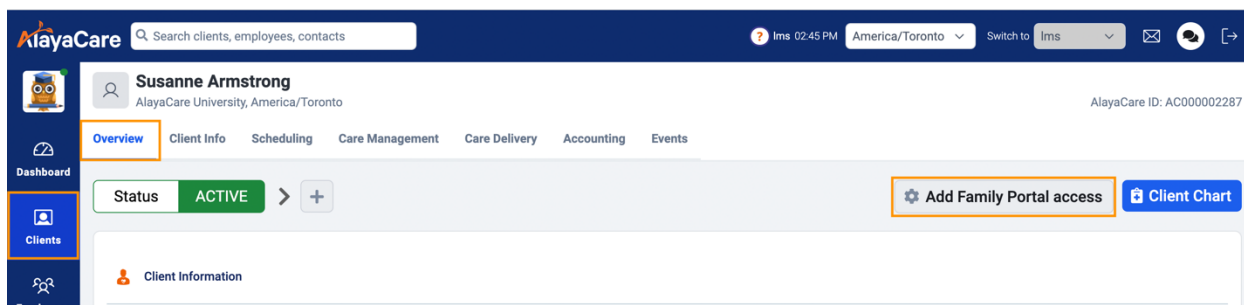 AlayaCare
Search clients, employees, contacts
? lms 02:45 PM America/Toronto Switch to lms
Susanne Armstrong
AlayaCare University, America/Toronto
AlayaCare ID: AC000002287
Overview Client Info Scheduling Care Management Care Delivery Accounting Events
Dashboard
Status ACTIVE
Add Family Portal access
Client Chart
Clients
Client Information